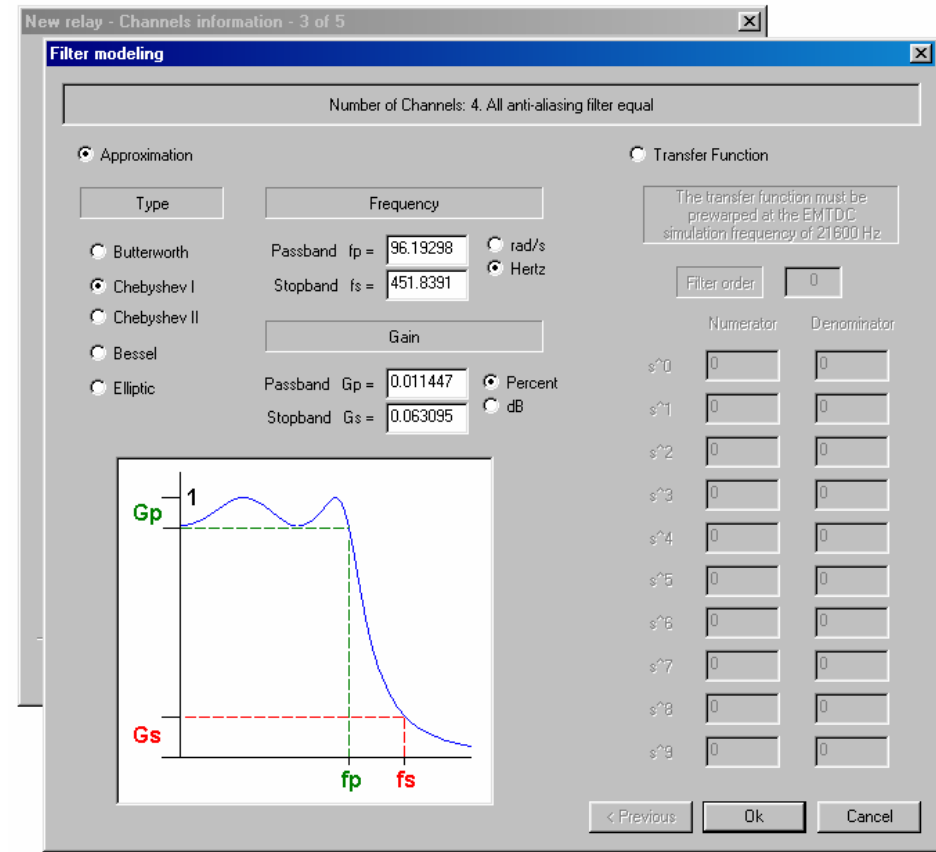 New relay - Channels information - 3 of 5
Filter modeling
Number of Channels: 4. All anti-aliasing filter equal
Approximation
Type
Butterworth
Chebyshev I
Chebyshev II
Bessel
Elliptic
Frequency
Passband fp = 96.19298
rad/s
Stopband fs = 451.8391
Hertz
Gain
Passband Gp = 0.011447
Percent
Stopband Gs = 0.063095
dB
1
Gp
Gs
fp
fs
Transfer Function
The transfer function must be
prewarped at the EMTDC
simulation frequency of 21600 Hz
Filter order 0
Numerator Denominator
s^0 0 0
s^1 0 0
s^2 0 0
s^3 0 0
s^4 0 0
s^5 0 0
s^6 0 0
s^7 0 0
s^8 0 0
s^9 0 0
< Previous
Ok
Cancel